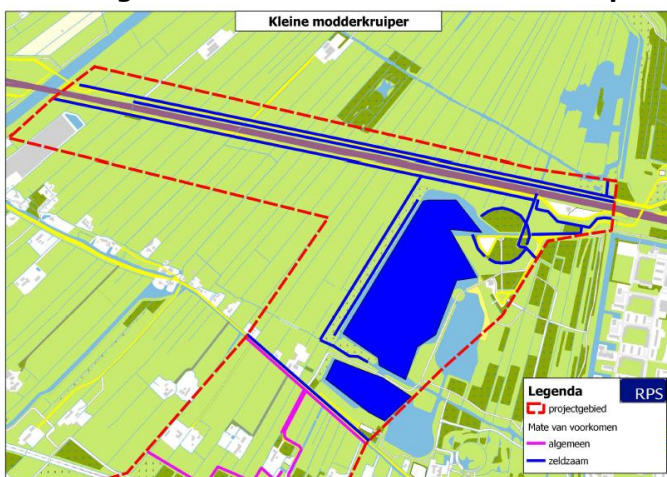 Kleine modderkruiper
Legenda
RPS
projectgebied
Mate van voorkomen
algemeen
zeldzaam